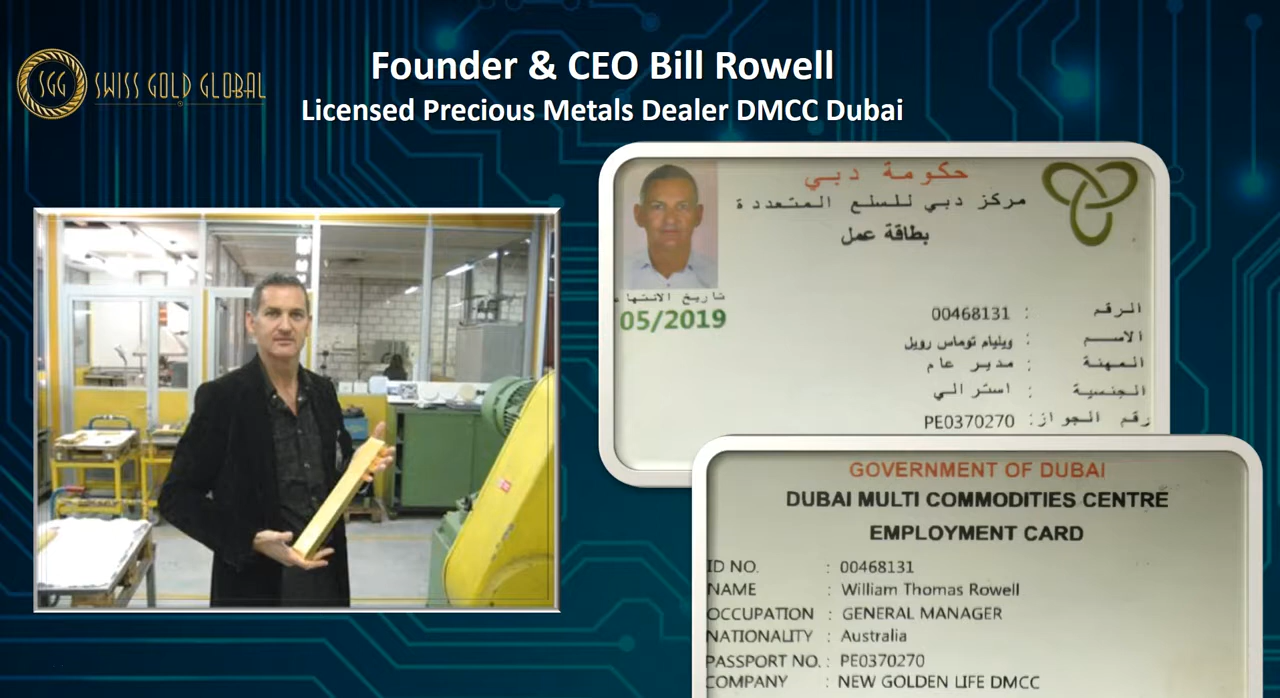 SGG SWISS GOLD GLOBAL
Founder & CEO Bill Rowell
Licensed Precious Metals Dealer DMCC Dubai
حكومة دبي
مركز دبي للسلع المتعددة
بطاقة عمل
تاريخ الانتهاء
05/2019
الرقم : 00468131
الاسم : ويليام توماس رويل
المهنة : مدير عام
الجنسية : استرالي
رقم الجواز: PE0370270
GOVERNMENT OF DUBAI
DUBAI MULTI COMMODITIES CENTRE
EMPLOYMENT CARD
ID NO. : 00468131
NAME : William Thomas Rowell
OCCUPATION : GENERAL MANAGER
NATIONALITY : Australia
PASSPORT NO. : PE0370270
COMPANY : NEW GOLDEN LIFE DMCC